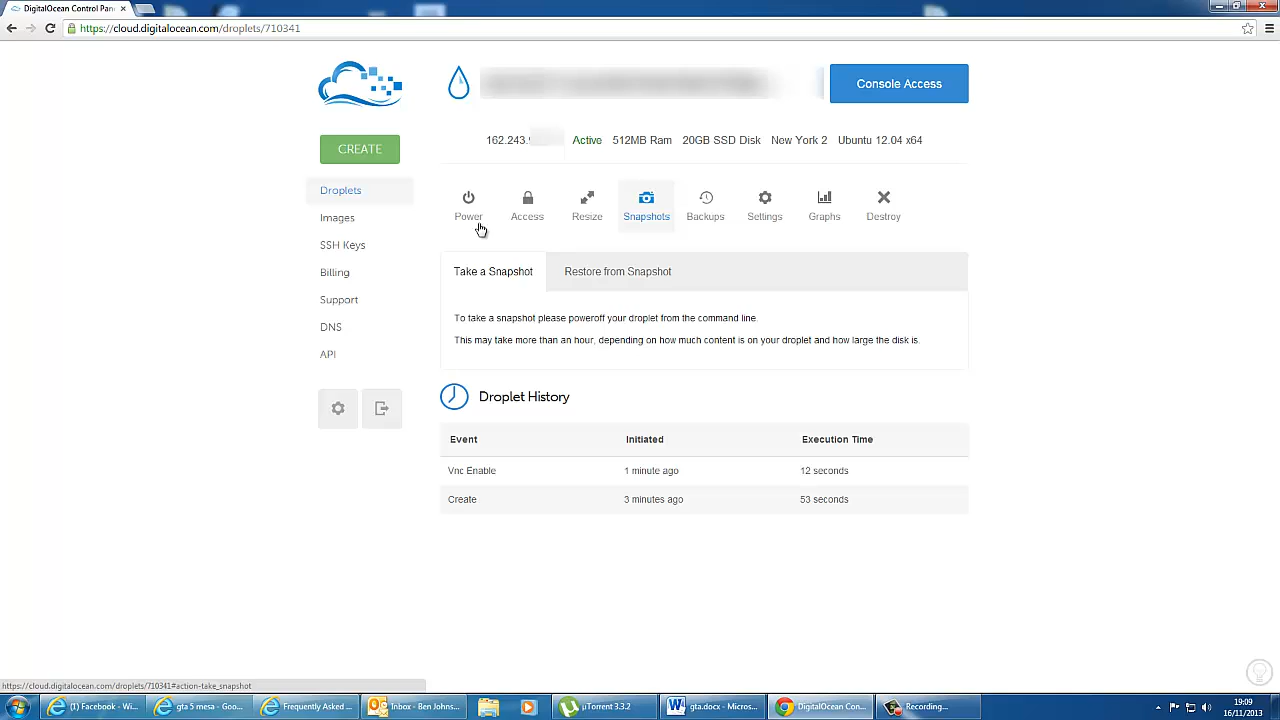 DigitalOcean Control Pan
https://cloud.digitalocean.com/droplets/710341
Console Access
162.243. Active 512MB Ram 20GB SSD Disk New York 2 Ubuntu 12.04 x64
CREATE
Droplets
Images
SSH Keys
Billing
Support
DNS
API
Power Access Resize Snapshots Backups Settings Graphs Destroy
Take a Snapshot Restore from Snapshot
To take a snapshot please poweroff your droplet from the command line.
This may take more than an hour, depending on how much content is on your droplet and how large the disk is.
Droplet History
Event Initiated Execution Time
Vnc Enable 1 minute ago 12 seconds
Create 3 minutes ago 53 seconds
https://cloud.digitalocean.com/droplets/710341#action-take_snapshot
(1) Facebook - Wi... gta 5 mesa - Goo... Frequently Asked ... Inbox - Ben Johns... µTorrent 3.3.2 gta.docx - Micros... DigitalOcean Con... Recording...
19:09
16/11/2013